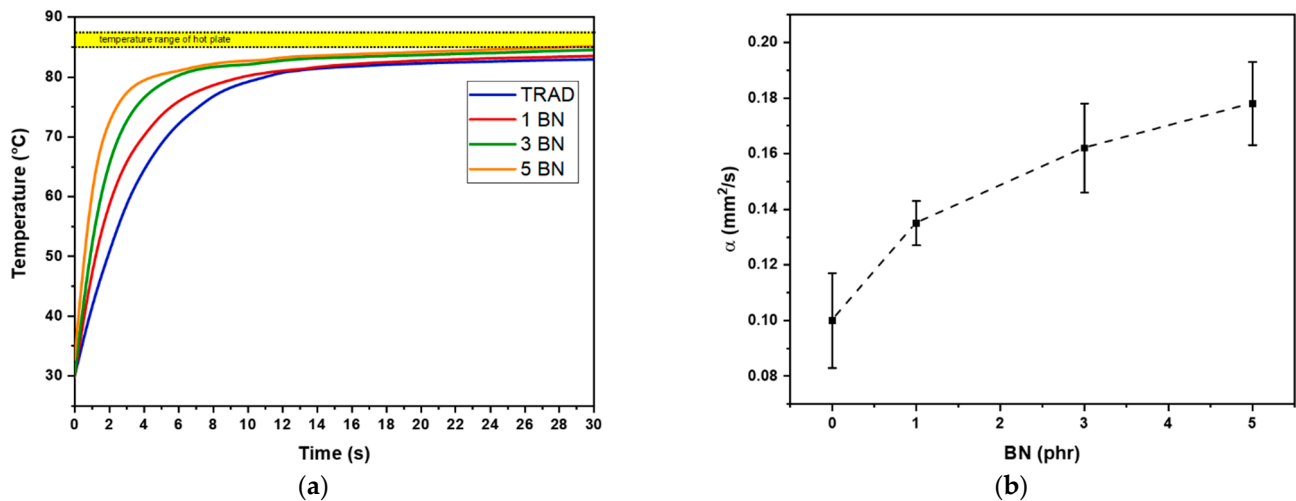 90
80
70
60
50
40
30
Temperature (°C)
temperature range of hot plate
TRAD
1 BN
3 BN
5 BN
0 2 4 6 8 10 12 14 16 18 20 22 24 26 28 30
Time (s)
(a)
0.20
0.18
0.16
0.14
0.12
0.10
0.08
α (mm²/s)
0 1 2 3 4 5
BN (phr)
(b)